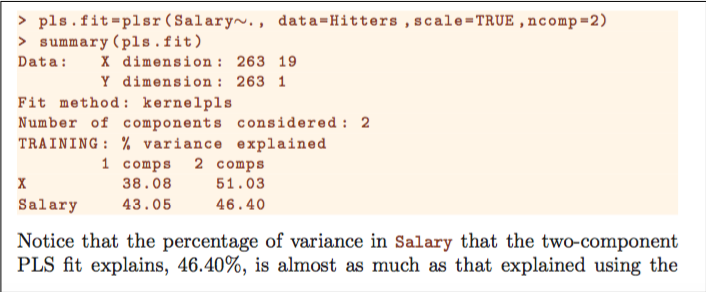 > pls.fit=plsr(Salary~., data=Hitters ,scale=TRUE,ncomp=2)
> summary(pls.fit)
Data: X dimension: 263 19
Y dimension: 263 1
Fit method: kernelpls
Number of components considered: 2
TRAINING: % variance explained
1 comps 2 comps
X 38.08 51.03
Salary 43.05 46.40
Notice that the percentage of variance in Salary that the two-component
PLS fit explains, 46.40%, is almost as much as that explained using the